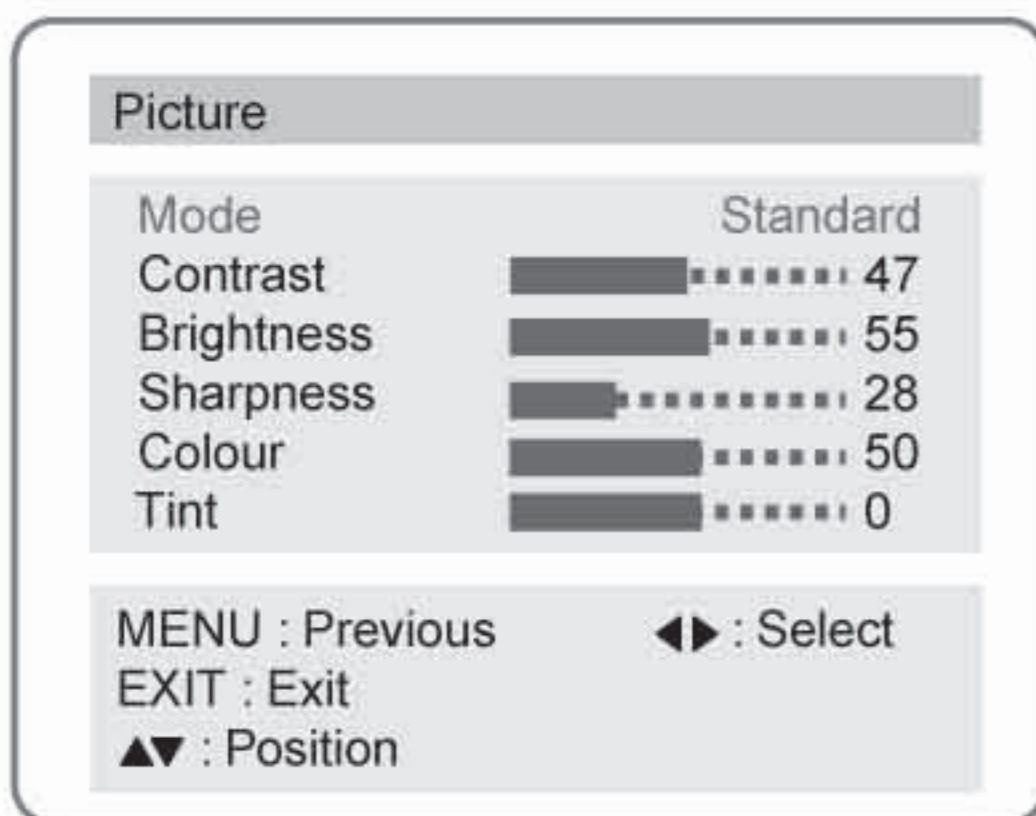 Picture
Mode Standard
Contrast 47
Brightness 55
Sharpness 28
Colour 50
Tint 0
MENU : Previous ◀▶ : Select
EXIT : Exit
▲▼ : Position